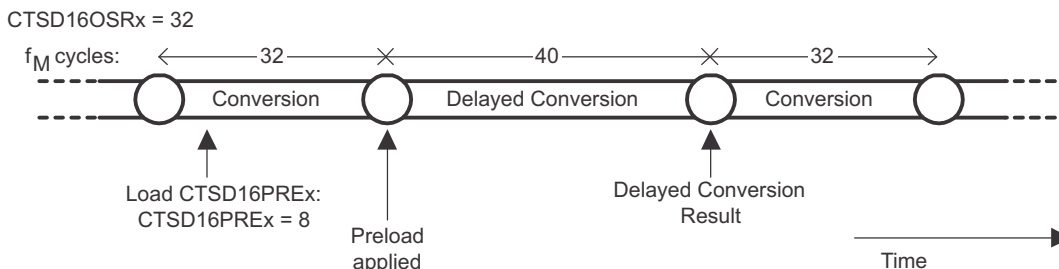 CTSD16OSRx = 32
fM cycles: 32 40 32
Conversion Delayed Conversion Conversion
Load CTSD16PREx:
CTSD16PREx = 8
Preload
applied
Delayed Conversion
Result
Time